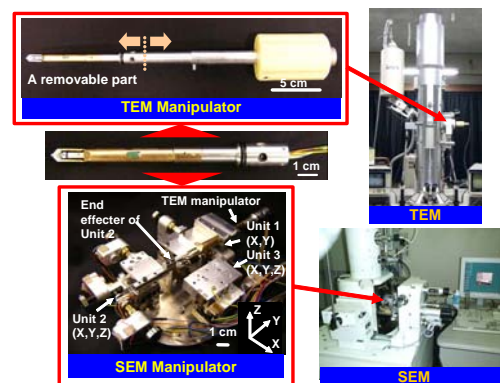 A removable part
5 cm
TEM Manipulator
TEM
1 cm
End
effecter of
Unit 2
TEM manipulator
Unit 1
(X,Y)
Unit 3
(X,Y,Z)
Unit 2
(X,Y,Z)
1 cm
Z
Y
X
SEM Manipulator
SEM